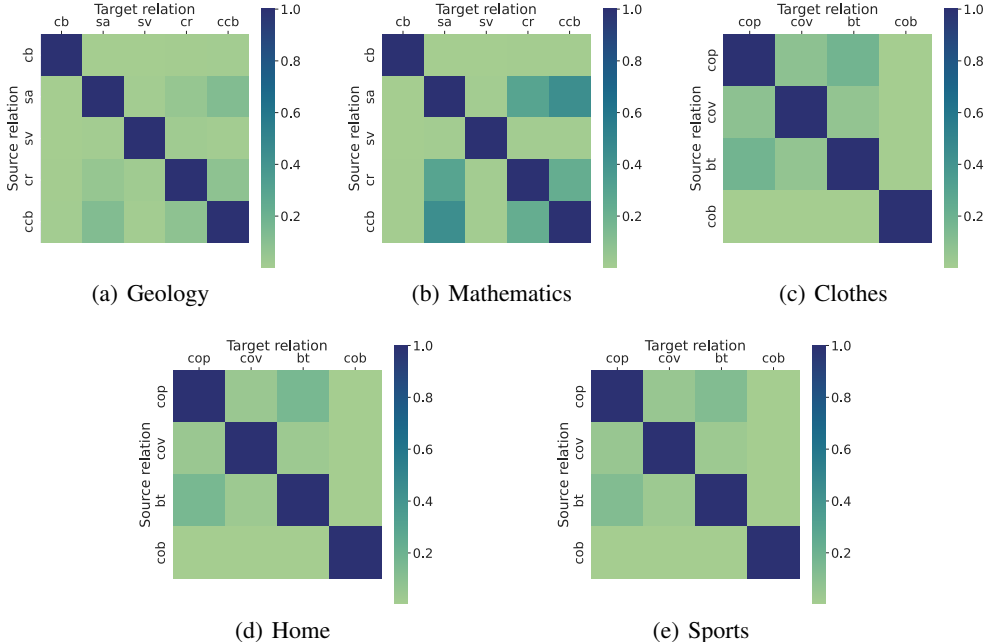 Target relation
cb sa sv cr ccb
Source relation
cb
sa
sv
cr
ccb
1.0
0.8
0.6
0.4
0.2
(a) Geology
Target relation
cb sa sv cr ccb
Source relation
cb
sa
sv
cr
ccb
1.0
0.8
0.6
0.4
0.2
(b) Mathematics
Target relation
cop cov bt cob
Source relation
cop
cov
bt
cob
1.0
0.8
0.6
0.4
0.2
(c) Clothes
Target relation
cop cov bt cob
Source relation
cop
cov
bt
cob
1.0
0.8
0.6
0.4
0.2
(d) Home
Target relation
cop cov bt cob
Source relation
cop
cov
bt
cob
1.0
0.8
0.6
0.4
0.2
(e) Sports